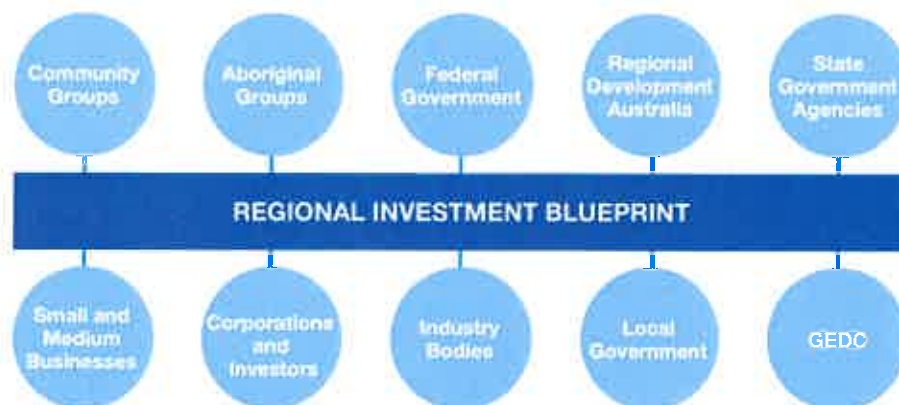 Community
Groups
Aboriginal
Groups
Federal
Government
Regional
Development
Australia
State
Government
Agencies
REGIONAL INVESTMENT BLUEPRINT
Small and
Medium
Businesses
Corporations
and
Investors
Industry
Bodies
Local
Government
GEDC